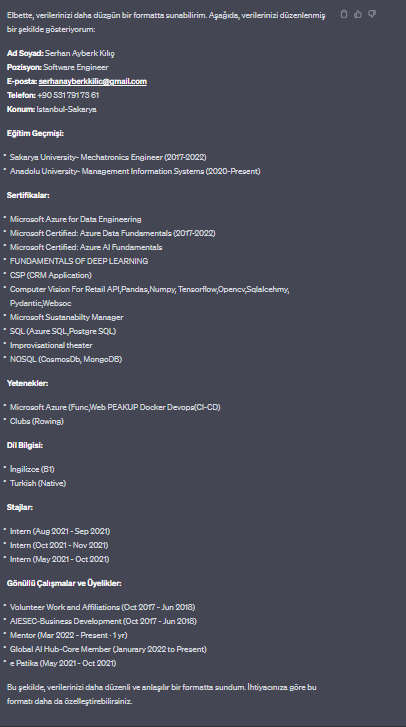 Elbette, verilerinizi daha düzgün bir formatta sunabilirim. Aşağıda, verilerinizi düzenlenmiş
bir şekilde gösteriyorum:
Ad Soyad: Serhan Ayberk Kılıç
Pozisyon: Software Engineer
E-posta: serhanayberkkilic@gmail.com
Telefon: +90 531 791 73 61
Konum: Istanbul-Sakarya
Eğitim Geçmişi:
• Sakarya University- Mechatronics Engineer (2017-2022)
• Anadolu University- Management Information Systems (2020-Present)
Sertifikalar:
• Microsoft Azure for Data Engineering
• Microsoft Certified: Azure Data Fundamentals (2017-2022)
• Microsoft Certified: Azure AI Fundamentals
• FUNDAMENTALS OF DEEP LEARNING
• CSP (CRM Application)
• Computer Vision For Retail API,Pandas,Numpy, Tensorflow,Opencv,Sqlalcehmy,
Pydantic,Websoc
• Microsoft Sustanabilty Manager
• SQL (Azure SQL,Postgre SQL)
• Improvisational theater
• NOSQL (CosmosDb, MongoDB)
Yetenekler:
• Microsoft Azure (Func,Web PEAKUP Docker Devops(CI-CD)
• Clubs (Rowing)
Dil Bilgisi:
• İngilizce (B1)
• Turkish (Native)
Stajlar:
• Intern (Aug 2021 - Sep 2021)
• Intern (Oct 2021 - Nov 2021)
• Intern (May 2021 - Oct 2021)
Gönüllü Çalışmalar ve Üyelikler:
• Volunteer Work and Affiliations (Oct 2017 - Jun 2018)
• AIESEC-Business Development (Oct 2017 - Jun 2018)
• Mentor (Mar 2022 - Present · 1 yr)
• Global AI Hub-Core Member (Janurary 2022 to Present)
• e Patika (May 2021 - Oct 2021)
Bu şekilde, verilerinizi daha düzenli ve anlaşılır bir formatta sundum. İhtiyacınıza göre bu
formatı daha da özelleştirebilirsiniz.